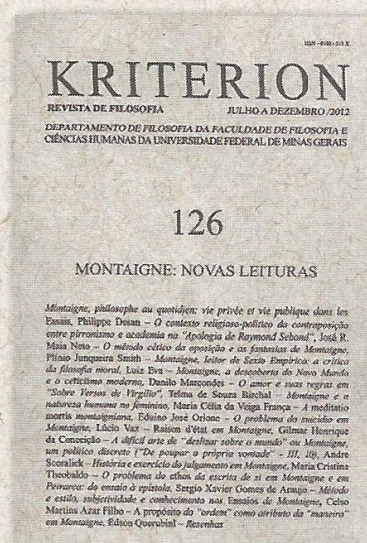 ISSN - 0100-512 X
KRITERION
REVISTA DE FILOSOFIA JULHO A DEZEMBRO /2012
DEPARTAMENTO DE FILOSOFIA DA FACULDADE DE FILOSOFIA E
CIÊNCIAS HUMANAS DA UNIVERSIDADE FEDERAL DE MINAS GERAIS
126
MONTAIGNE: NOVAS LEITURAS
Montaigne, philosophe au quotidien: vie privée et vie publique dans les
Essais, Philippe Desan – O contexto religioso-político da contraposição
entre pirronismo e academia na "Apologia de Raymond Sebond", José R.
Maia Neto – O método cético da oposição e as fantasias de Montaigne,
Plínio Junqueira Smith – Montaigne, leitor de Sexto Empírico: a crítica
da filosofia moral, Luiz Eva – Montaigne, a descoberta do Novo Mundo
e o ceticismo moderno, Danilo Marcondes – O amor e suas regras em
"Sobre Versos de Virgílio", Telma de Souza Birchal – Montaigne e a
natureza humana no feminino, Maria Célia da Veiga França – A meditatio
mortis montaigniana, Edmilo José Orione – O problema do suicídio em
Montaigne, Lúcio Vaz – Raison d'état em Montaigne, Gilmar Henrique
da Conceição – A difícil arte de "deslizar sobre o mundo" ou Montaigne,
um político discreto ("De poupar a própria vontade" - III, 10), Andre
Scoralick – História e exercício do julgamento em Montaigne, Maria Cristina
Theobaldo – O problema do ethos da escrita de si em Montaigne e em
Petrarca: do ensaio à epístola, Sergio Xavier Gomes de Araujo – Método
e estilo, subjetividade e conhecimento nos Ensaios de Montaigne, Celso
Martins Azar Filho – A propósito da "ordem" como atributo da "maneira"
em Montaigne, Edson Querubini – Resenhas